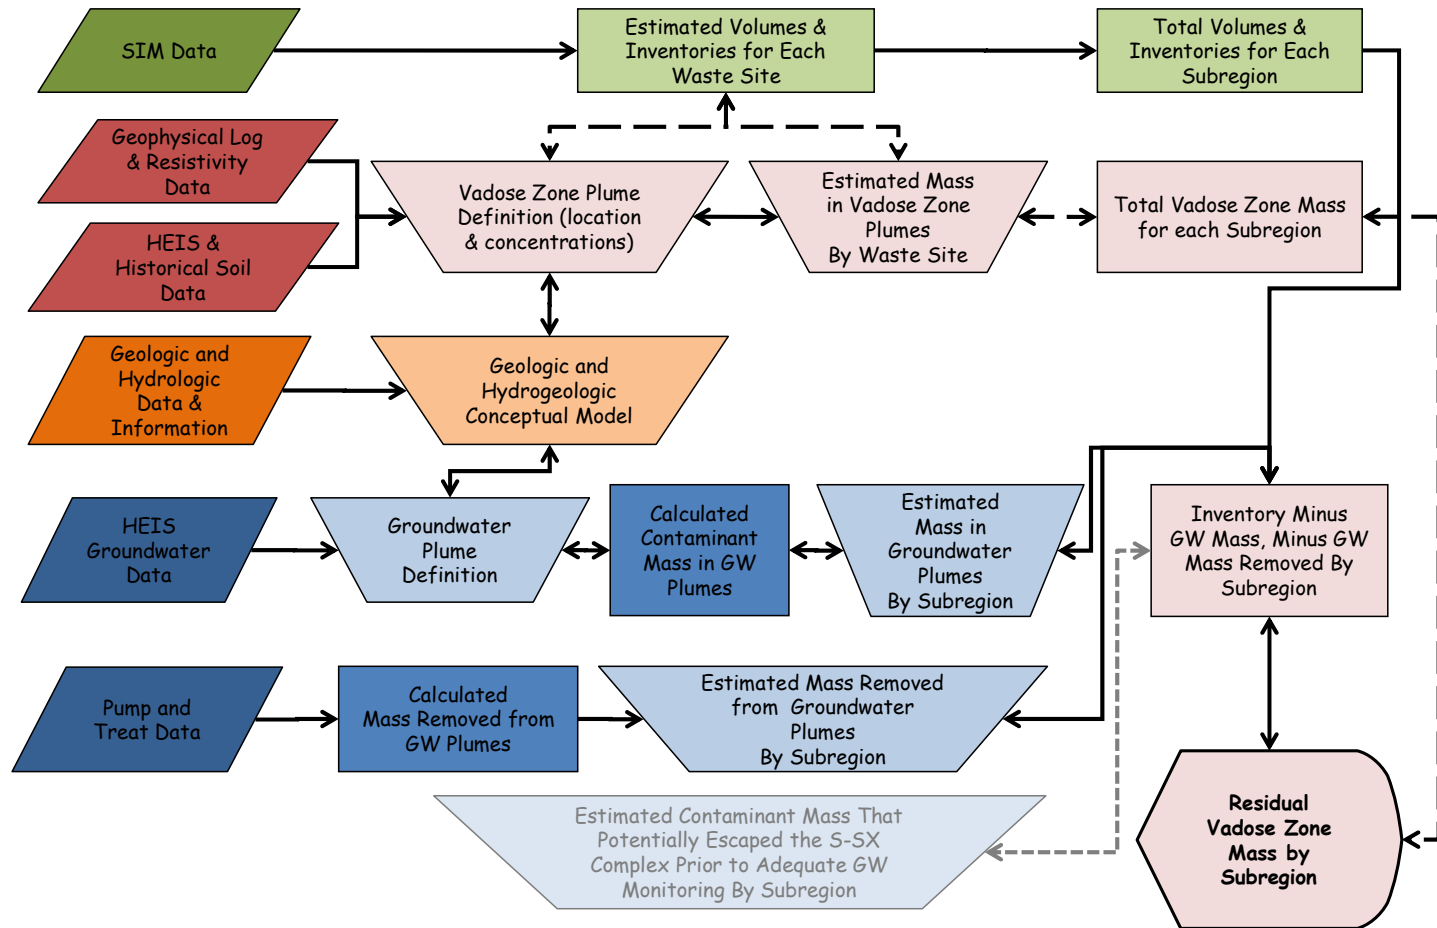 SIM Data
Estimated Volumes &
Inventories for Each
Waste Site
Total Volumes &
Inventories for Each
Subregion
Geophysical Log
& Resistivity
Data
HEIS &
Historical Soil
Data
Vadose Zone Plume
Definition (location
& concentrations)
Estimated Mass
in Vadose Zone
Plumes
By Waste Site
Total Vadose Zone Mass
for each Subregion
Geologic and
Hydrologic
Data &
Information
Geologic and
Hydrogeologic
Conceptual Model
HEIS
Groundwater
Data
Groundwater
Plume
Definition
Calculated
Contaminant
Mass in GW
Plumes
Estimated
Mass in
Groundwater
Plumes
By Subregion
Inventory Minus
GW Mass, Minus GW
Mass Removed By
Subregion
Pump and
Treat Data
Calculated
Mass Removed from
GW Plumes
Estimated Mass Removed
from Groundwater
Plumes
By Subregion
Estimated Contaminant Mass That
Potentially Escaped the S-SX
Complex Prior to Adequate GW
Monitoring By Subregion
Residual
Vadose Zone
Mass by
Subregion